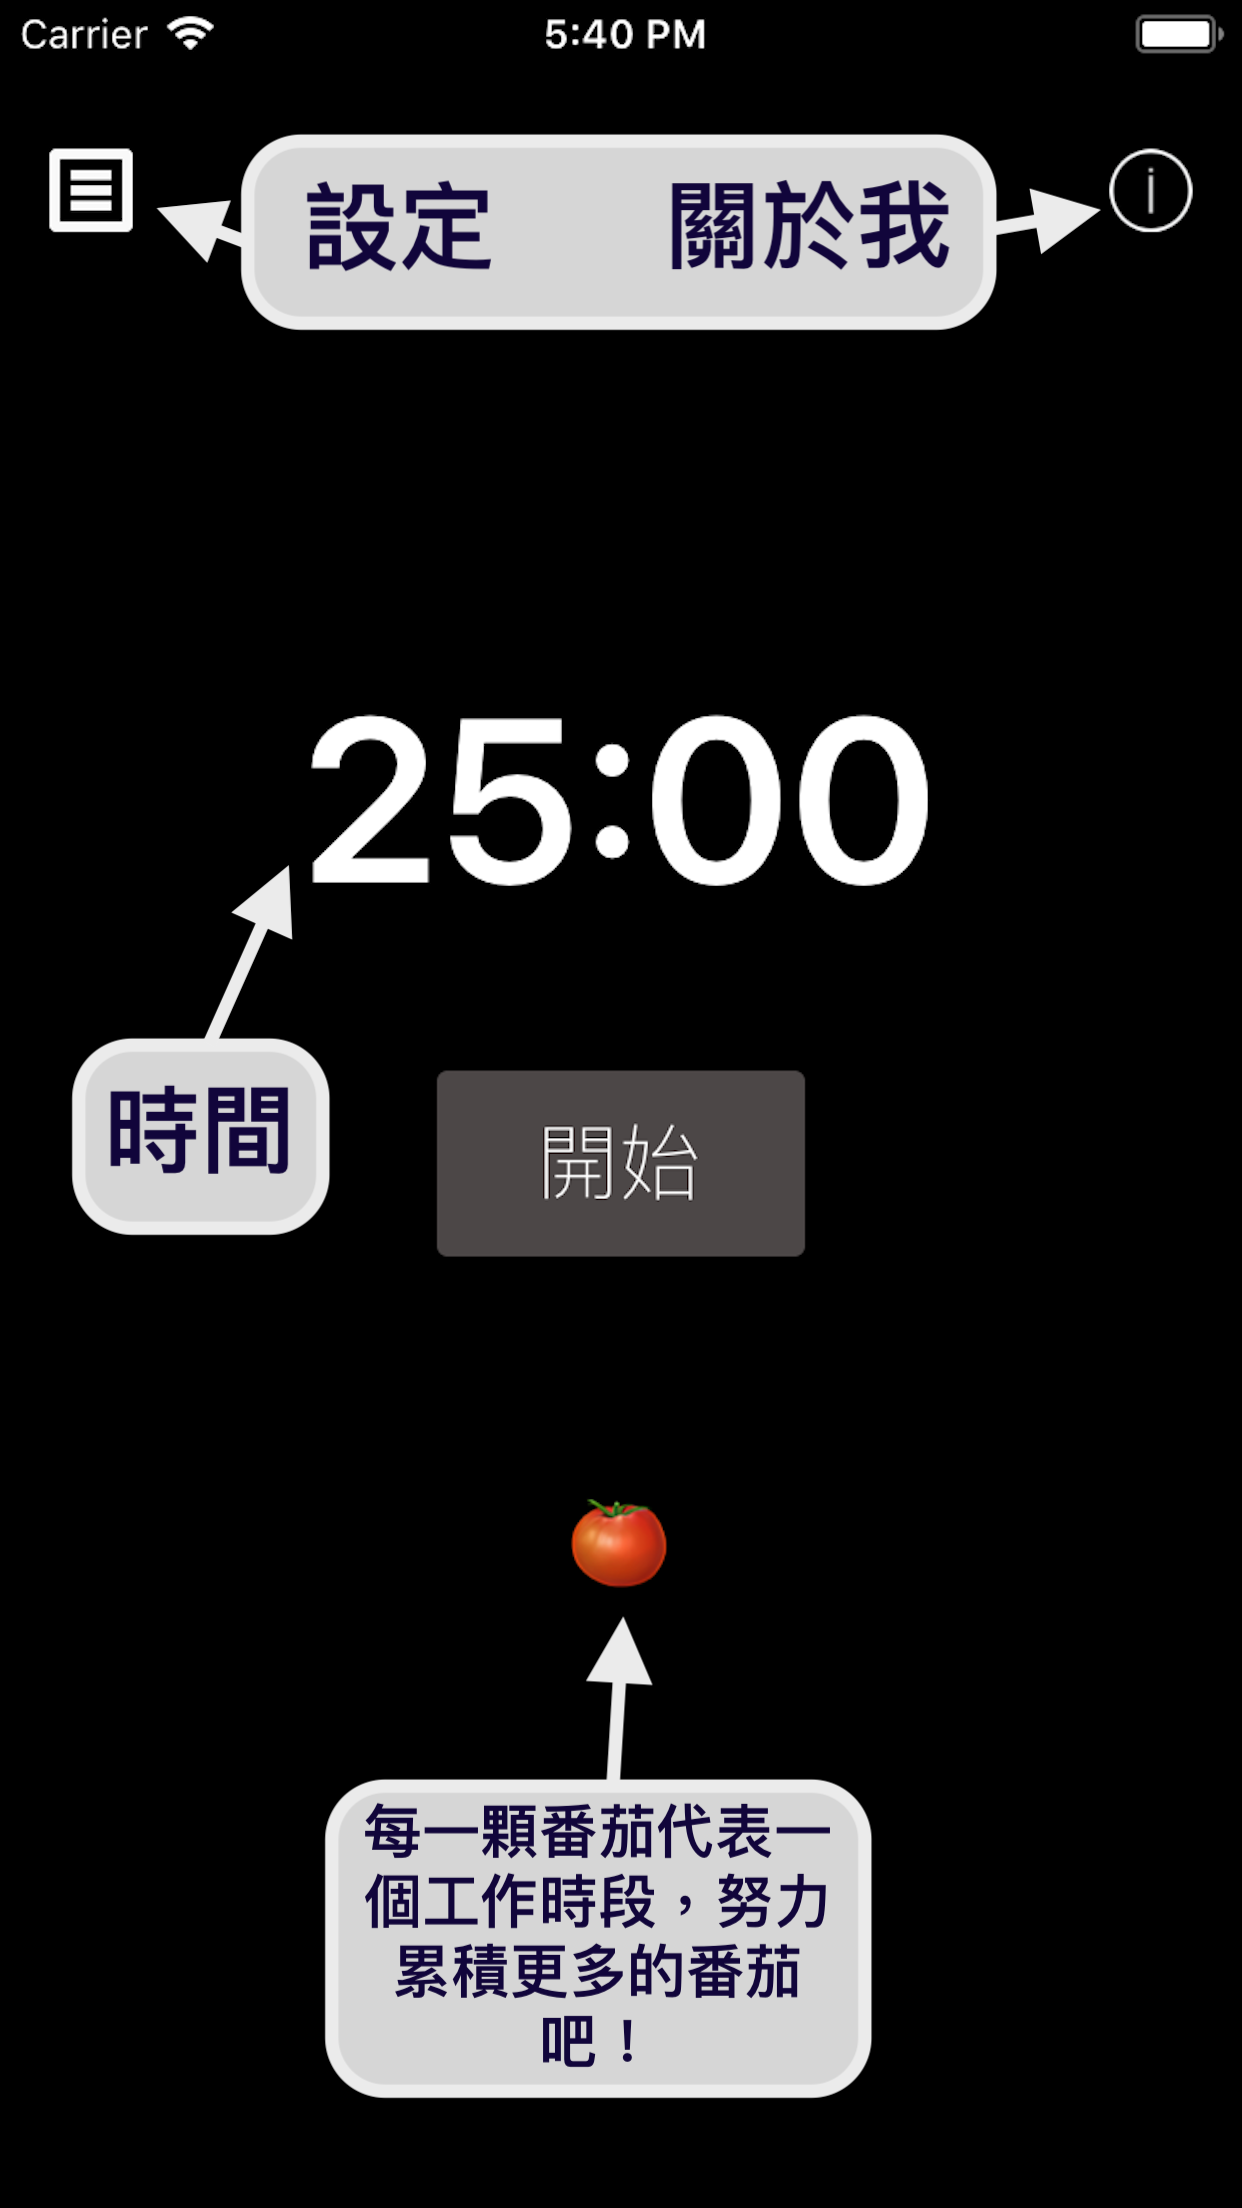 Carrier 5:40 PM
設定 關於我
25:00
時間
開始
每一顆番茄代表一
個工作時段，努力
累積更多的番茄
吧！